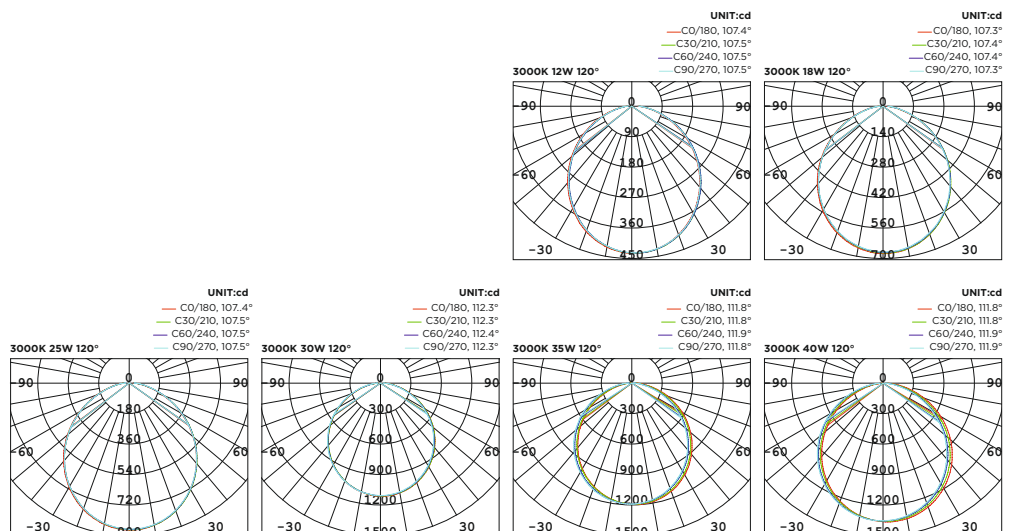 UNIT:cd
C0/180, 107.4°
C30/210, 107.5°
C60/240, 107.5°
C90/270, 107.5°
3000K 12W 120°
-90
0
90
90
180
-60
60
270
360
-30
30
450
UNIT:cd
C0/180, 107.3°
C30/210, 107.4°
C60/240, 107.4°
C90/270, 107.3°
3000K 18W 120°
-90
0
90
140
280
-60
60
420
560
-30
30
700
UNIT:cd
C0/180, 107.4°
C30/210, 107.5°
C60/240, 107.5°
C90/270, 107.5°
3000K 25W 120°
-90
0
90
180
360
-60
60
540
720
-30
30
900
UNIT:cd
C0/180, 112.3°
C30/210, 112.3°
C60/240, 112.4°
C90/270, 112.3°
3000K 30W 120°
-90
0
90
300
600
-60
60
900
1200
-30
30
1500
UNIT:cd
C0/180, 111.8°
C30/210, 111.8°
C60/240, 111.9°
C90/270, 111.8°
3000K 35W 120°
-90
0
90
300
600
-60
60
900
1200
-30
30
1500
UNIT:cd
C0/180, 111.8°
C30/210, 111.8°
C60/240, 111.9°
C90/270, 111.9°
3000K 40W 120°
-90
0
90
300
600
-60
60
900
1200
-30
30
1500